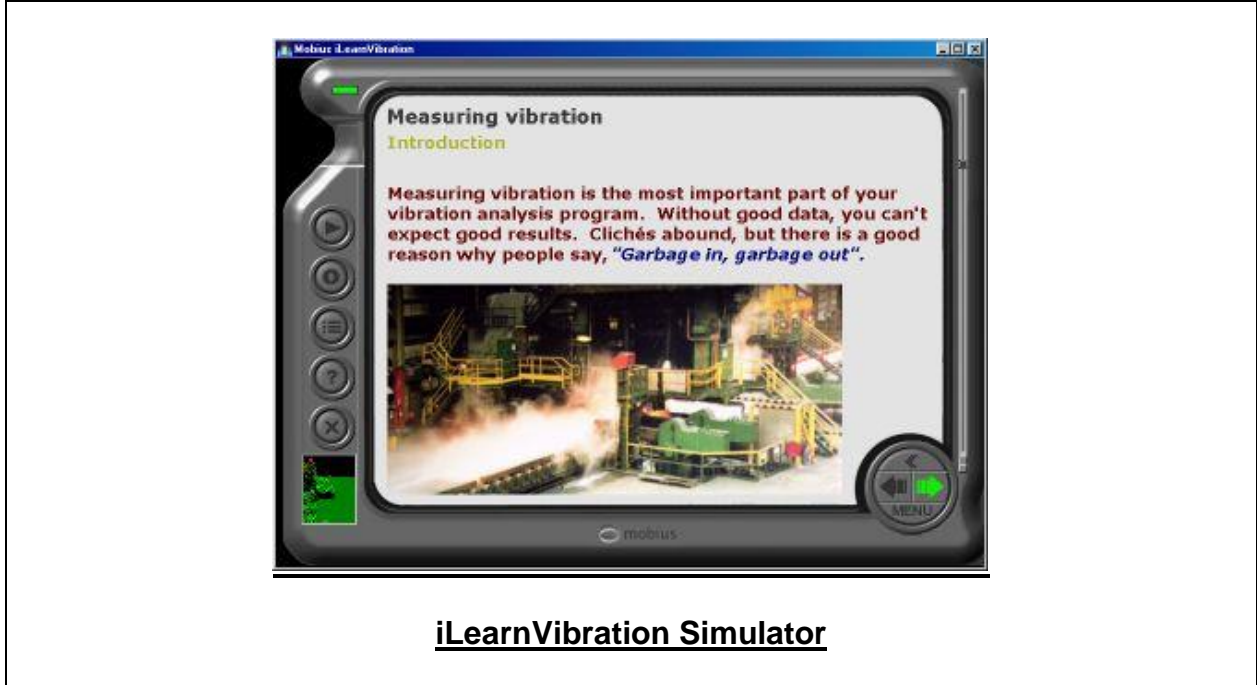 Mobius iLearnVibration
Measuring vibration
Introduction
Measuring vibration is the most important part of your
vibration analysis program. Without good data, you can't
expect good results. Clichés abound, but there is a good
reason why people say, "Garbage in, garbage out".
MENU
mobius
iLearnVibration Simulator